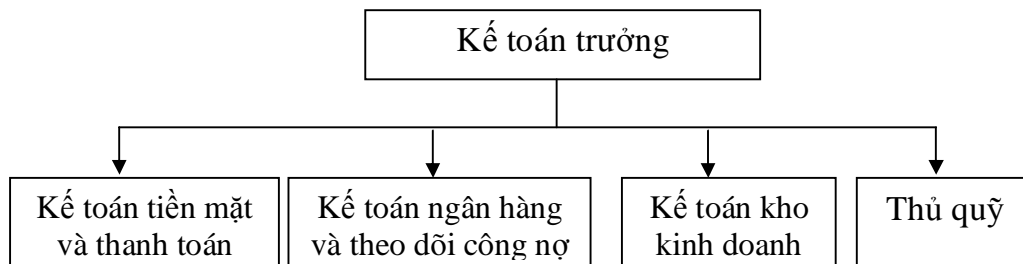 Kế toán trưởng
Kế toán tiền mặt
và thanh toán
Kế toán ngân hàng
và theo dõi công nợ
Kế toán kho
kinh doanh
Thủ quỹ